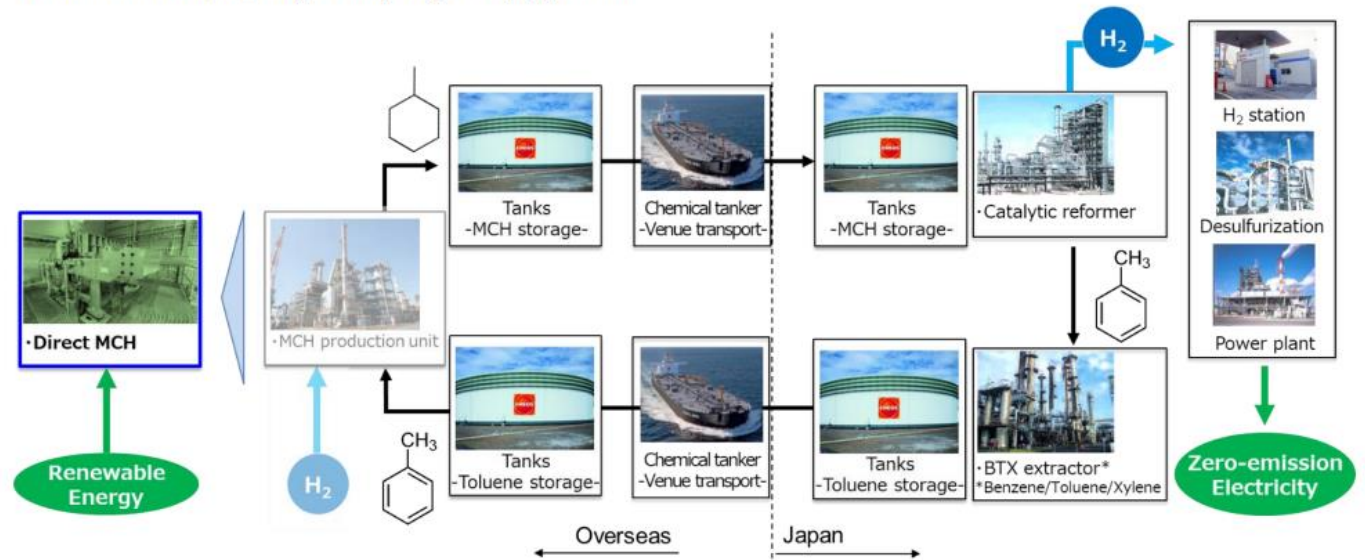 H2
H2 station
Desulfurization
Power plant
Zero-emission
Electricity
Tanks
-MCH storage-
Chemical tanker
-Venue transport-
Tanks
-MCH storage-
・Catalytic reformer
CH3
・Direct MCH
・MCH production unit
Renewable
Energy
H2
CH3
Tanks
-Toluene storage-
Chemical tanker
-Venue transport-
Tanks
-Toluene storage-
・BTX extractor*
*Benzene/Toluene/Xylene
Overseas
Japan